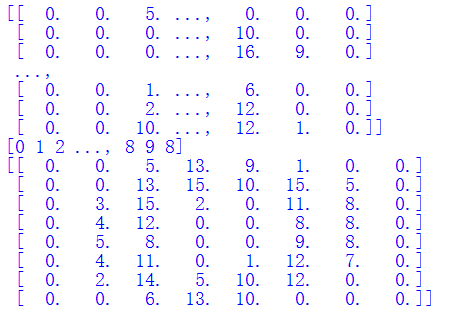 [[ 0. 0. 5. ..., 0. 0. 0.]
[ 0. 0. 0. ..., 10. 0. 0.]
[ 0. 0. 0. ..., 16. 9. 0.]
...,
[ 0. 0. 1. ..., 6. 0. 0.]
[ 0. 0. 2. ..., 12. 0. 0.]
[ 0. 0. 10. ..., 12. 1. 0.]]
[0 1 2 ..., 8 9 8]
[[ 0. 0. 5. 13. 9. 1. 0. 0.]
[ 0. 0. 13. 15. 10. 15. 5. 0.]
[ 0. 3. 15. 2. 0. 11. 8. 0.]
[ 0. 4. 12. 0. 0. 8. 8. 0.]
[ 0. 5. 8. 0. 0. 9. 8. 0.]
[ 0. 4. 11. 0. 1. 12. 7. 0.]
[ 0. 2. 14. 5. 10. 12. 0. 0.]
[ 0. 0. 6. 13. 10. 0. 0. 0.]]